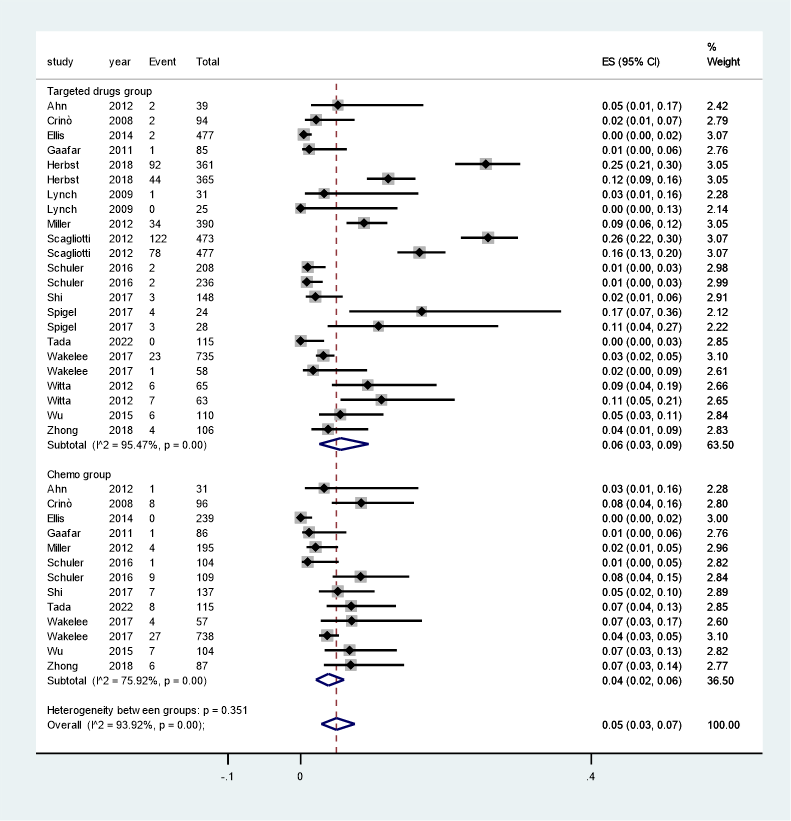 %
study year Event Total ES (95% CI) Weight
Targeted drugs group
Ahn 2012 2 39 0.05 (0.01, 0.17) 2.42
Crinò 2008 2 94 0.02 (0.01, 0.07) 2.79
Ellis 2014 2 477 0.00 (0.00, 0.02) 3.07
Gaafar 2011 1 85 0.01 (0.00, 0.06) 2.76
Herbst 2018 92 361 0.25 (0.21, 0.30) 3.05
Herbst 2018 44 365 0.12 (0.09, 0.16) 3.05
Lynch 2009 1 31 0.03 (0.01, 0.16) 2.28
Lynch 2009 0 25 0.00 (0.00, 0.13) 2.14
Miller 2012 34 390 0.09 (0.06, 0.12) 3.05
Scagliotti 2012 122 473 0.26 (0.22, 0.30) 3.07
Scagliotti 2012 78 477 0.16 (0.13, 0.20) 3.07
Schuler 2016 2 208 0.01 (0.00, 0.03) 2.98
Schuler 2016 2 236 0.01 (0.00, 0.03) 2.99
Shi 2017 3 148 0.02 (0.01, 0.06) 2.91
Spigel 2017 4 24 0.17 (0.07, 0.36) 2.12
Spigel 2017 3 28 0.11 (0.04, 0.27) 2.22
Tada 2022 0 115 0.00 (0.00, 0.03) 2.85
Wakelee 2017 23 735 0.03 (0.02, 0.05) 3.10
Wakelee 2017 1 58 0.02 (0.00, 0.09) 2.61
Witta 2012 6 65 0.09 (0.04, 0.19) 2.66
Witta 2012 7 63 0.11 (0.05, 0.21) 2.65
Wu 2015 6 110 0.05 (0.03, 0.11) 2.84
Zhong 2018 4 106 0.04 (0.01, 0.09) 2.83
Subtotal (I^2 = 95.47%, p = 0.00) 0.06 (0.03, 0.09) 63.50
Chemo group
Ahn 2012 1 31 0.03 (0.01, 0.16) 2.28
Crinò 2008 8 96 0.08 (0.04, 0.16) 2.80
Ellis 2014 0 239 0.00 (0.00, 0.02) 3.00
Gaafar 2011 1 86 0.01 (0.00, 0.06) 2.76
Miller 2012 4 195 0.02 (0.01, 0.05) 2.96
Schuler 2016 1 104 0.01 (0.00, 0.05) 2.82
Schuler 2016 9 109 0.08 (0.04, 0.15) 2.84
Shi 2017 7 137 0.05 (0.02, 0.10) 2.89
Tada 2022 8 115 0.07 (0.04, 0.13) 2.85
Wakelee 2017 4 57 0.07 (0.03, 0.17) 2.60
Wakelee 2017 27 738 0.04 (0.03, 0.05) 3.10
Wu 2015 7 104 0.07 (0.03, 0.13) 2.82
Zhong 2018 6 87 0.07 (0.03, 0.14) 2.77
Subtotal (I^2 = 75.92%, p = 0.00) 0.04 (0.02, 0.06) 36.50
Heterogeneity between groups: p = 0.351
Overall (I^2 = 93.92%, p = 0.00); 0.05 (0.03, 0.07) 100.00
-.1 0 .4